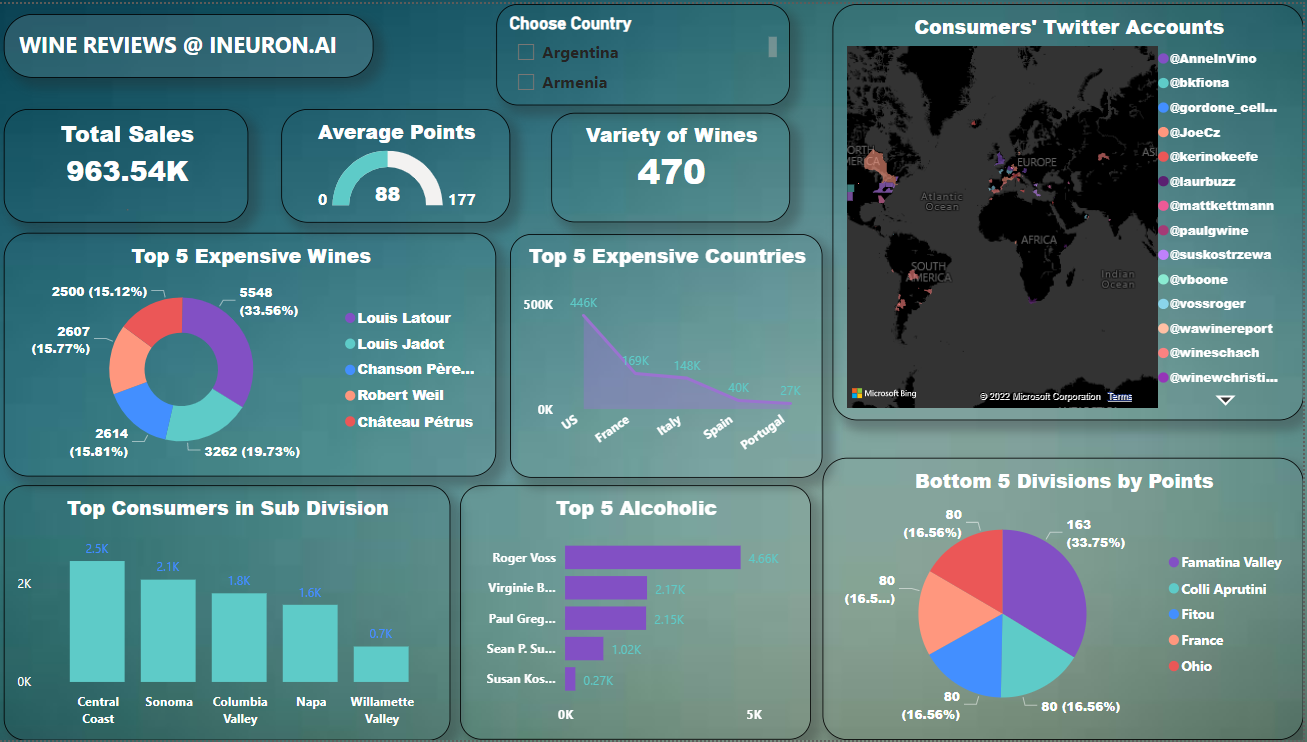 WINE REVIEWS @ INEURON.AI
Choose Country
Argentina
Armenia
Total Sales
963.54K
Average Points
0
88
177
Variety of Wines
470
Consumers' Twitter Accounts
EUROPE
Atlantic
Ocean
AFRICA
SOUTH
AMERICA
Indian
Ocean
Microsoft Bing
© 2022 Microsoft Corporation Terms
@AnneInVino
@bkfiona
@gordone_cell...
@JoeCz
@kerinokeefe
@laurbuzz
@mattkettmann
@paulgwine
@suskostrzewa
@vboone
@vossroger
@wawinereport
@wineschach
@winewchristi...
Top 5 Expensive Wines
2500 (15.12%)
5548
(33.56%)
2607
(15.77%)
2614
(15.81%)
3262 (19.73%)
Louis Latour
Louis Jadot
Chanson Père...
Robert Weil
Château Pétrus
Top 5 Expensive Countries
500K
0K
446K
169K
148K
40K
27K
US
France
Italy
Spain
Portugal
Top Consumers in Sub Division
2K
0K
2.5K
2.1K
1.8K
1.6K
0.7K
Central
Coast
Sonoma
Columbia
Valley
Napa
Willamette
Valley
Top 5 Alcoholic
Roger Voss
4.66K
Virginie B...
2.17K
Paul Greg...
2.15K
Sean P. Su...
1.02K
Susan Kos...
0.27K
0K
5K
Bottom 5 Divisions by Points
80
(16.56%)
163
(33.75%)
80
(16.5...)
80
(16.56%)
80 (16.56%)
Famatina Valley
Colli Aprutini
Fitou
France
Ohio